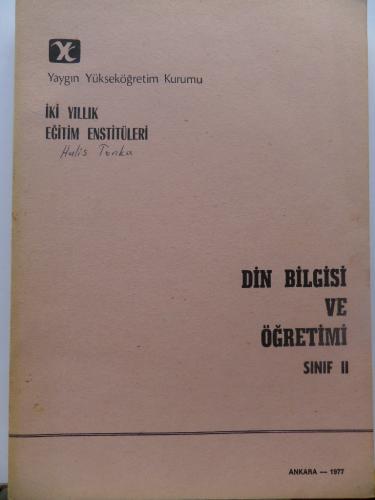 Yaygın Yükseköğretim Kurumu
İKİ YILLIK
EĞİTİM ENSTİTÜLERİ
Halis Tonka
DİN BİLGİSİ
VE
ÖĞRETİMİ
SINIF II
ANKARA — 1977